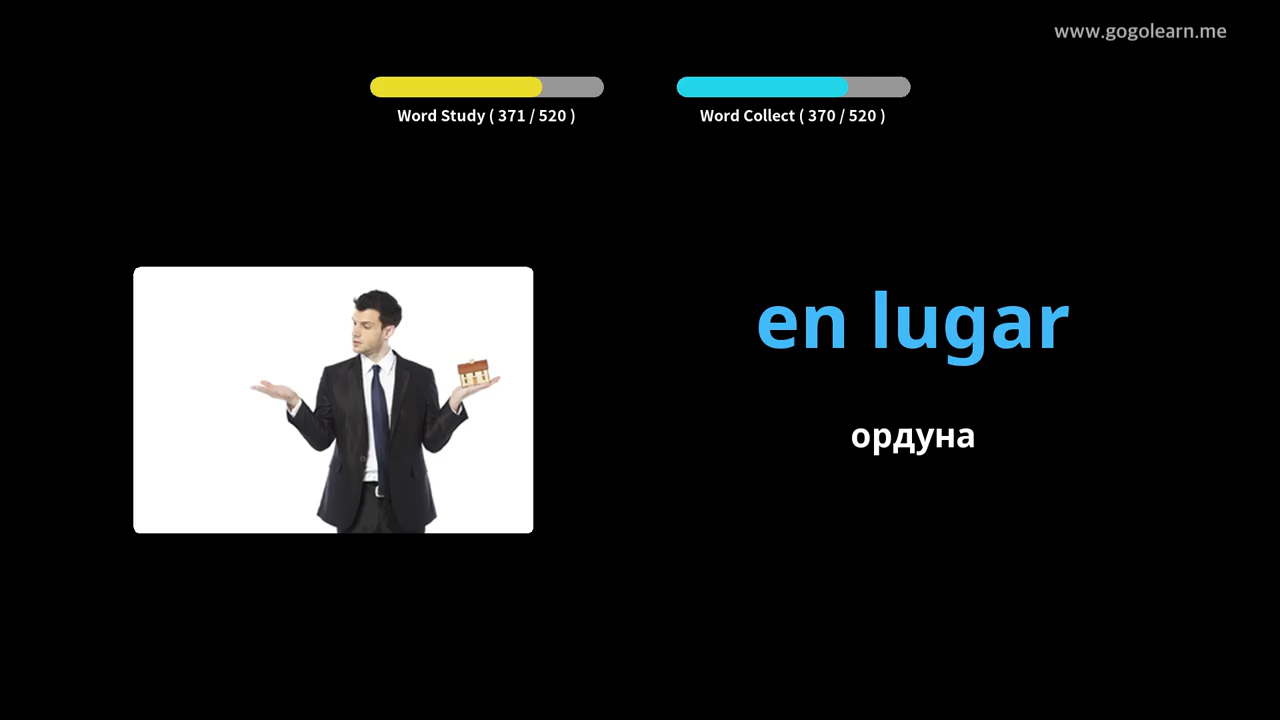 www.gogolearn.me
Word Study ( 371 / 520 )
Word Collect ( 370 / 520 )
en lugar
ордуна